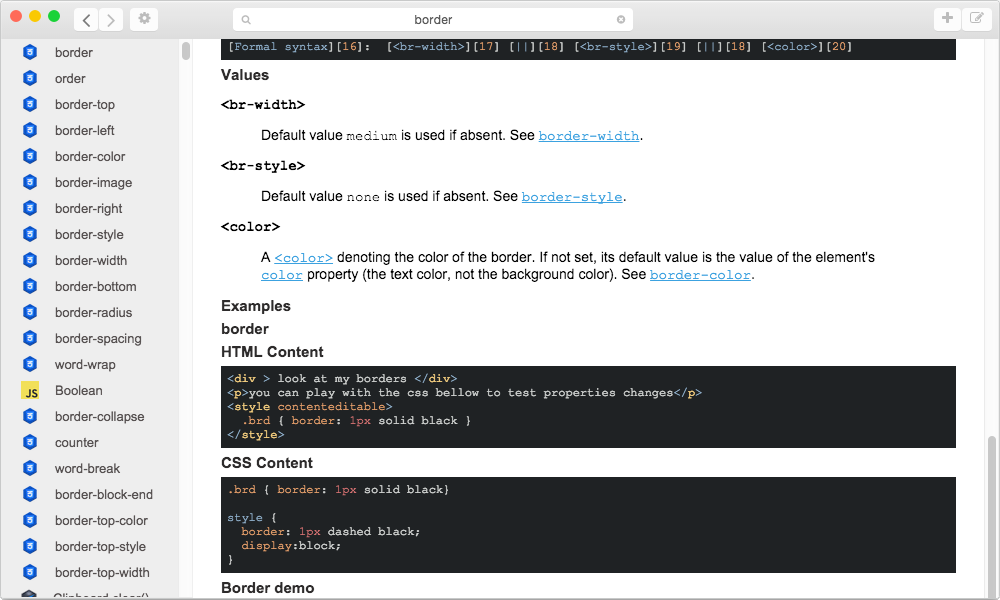 border
border
order
border-top
border-left
border-color
border-image
border-right
border-style
border-width
border-bottom
border-radius
border-spacing
word-wrap
JS Boolean
border-collapse
counter
word-break
border-block-end
border-top-color
border-top-style
border-top-width
Clipboard.clear()
[Formal syntax][16]:  [<br-width>][17] [||][18] [<br-style>][19] [||][18] [<color>][20]
Values
<br-width>
Default value medium is used if absent. See border-width.
<br-style>
Default value none is used if absent. See border-style.
<color>
A <color> denoting the color of the border. If not set, its default value is the value of the element's
color property (the text color, not the background color). See border-color.
Examples
border
HTML Content
<div > look at my borders </div>
<p>you can play with the css bellow to test properties changes</p>
<style contenteditable>
  .brd { border: 1px solid black }
</style>
CSS Content
.brd { border: 1px solid black}
style {
  border: 1px dashed black;
  display:block;
}
Border demo